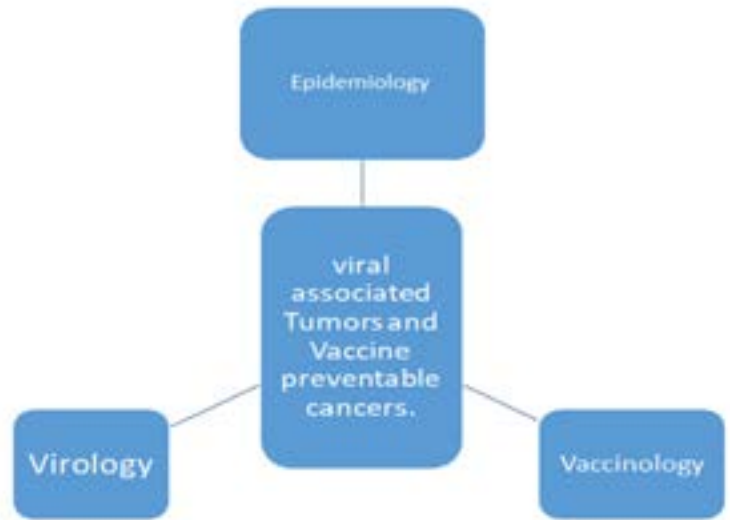 Epidemiology
viral
associated
Tumors and
Vaccine
preventable
cancers.
Virology
Vaccinology